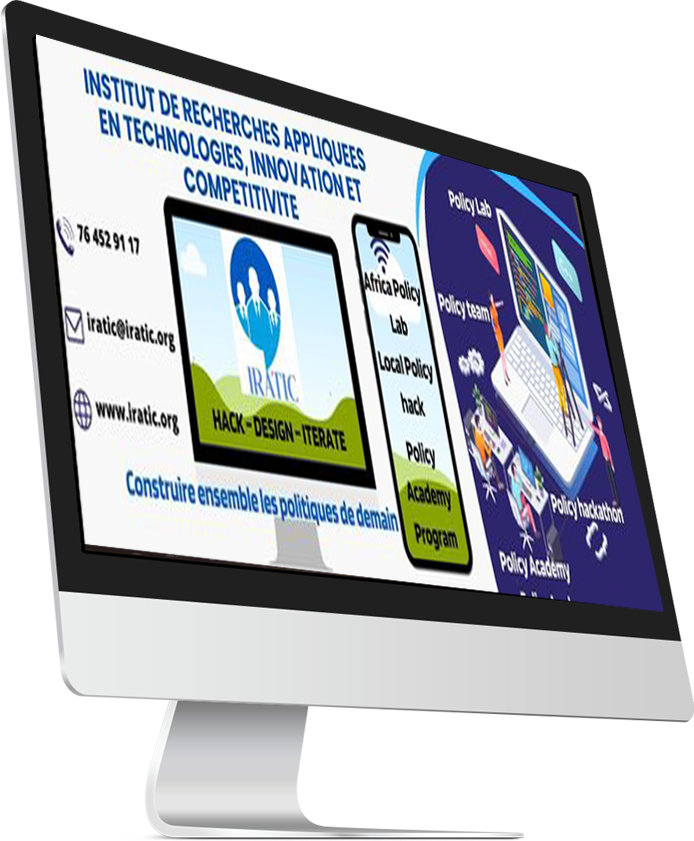 INSTITUT DE RECHERCHES APPLIQUEES
EN TECHNOLOGIES, INNOVATION ET
COMPETITIVITE
76 452 91 17
iratic@iratic.org
www.iratic.org
IRATIC
HACK – DESIGN – ITERATE
Construire ensemble les politiques de demain
Africa Policy
Lab
Local Policy
hack
Policy
Academy
Program
Policy Lab
Policy team
Policy hackathon
Policy Academy